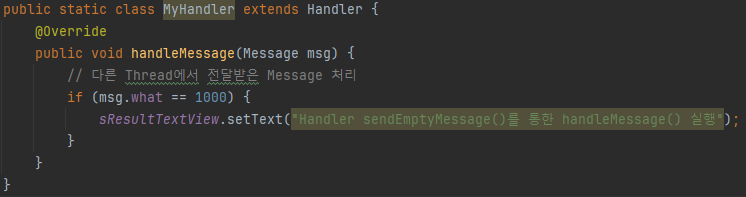 public static class MyHandler extends Handler {
    @Override
    public void handleMessage(Message msg) {
        // 다른 Thread에서 전달받은 Message 처리
        if (msg.what == 1000) {
            sResultTextView.setText("Handler sendEmptyMessage()를 통한 handleMessage() 실행");
        }
    }
}